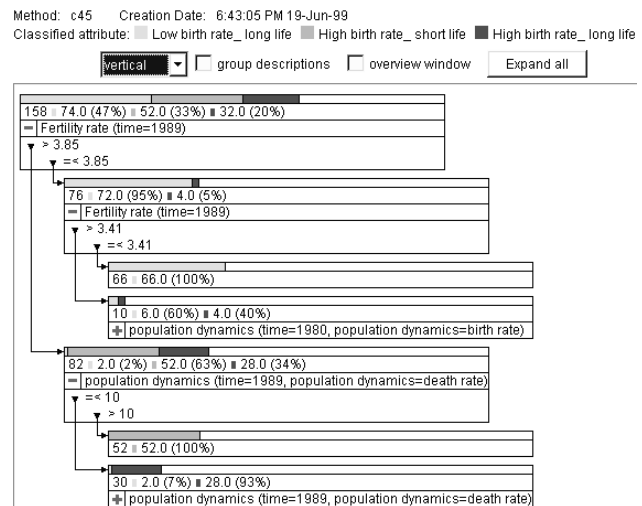 Method: c45 Creation Date: 6:43:05 PM 19-Jun-99
Classified attribute: Low birth rate_ long life High birth rate_ short life High birth rate_ long life
vertical group descriptions overview window Expand all
158 74.0 (47%) 52.0 (33%) 32.0 (20%)
Fertility rate (time=1989)
> 3.85
=< 3.85
76 72.0 (95%) 4.0 (5%)
Fertility rate (time=1989)
> 3.41
=< 3.41
66 66.0 (100%)
10 6.0 (60%) 4.0 (40%)
population dynamics (time=1980, population dynamics=birth rate)
82 2.0 (2%) 52.0 (63%) 28.0 (34%)
population dynamics (time=1989, population dynamics=death rate)
=< 10
> 10
52 52.0 (100%)
30 2.0 (7%) 28.0 (93%)
population dynamics (time=1989, population dynamics=death rate)